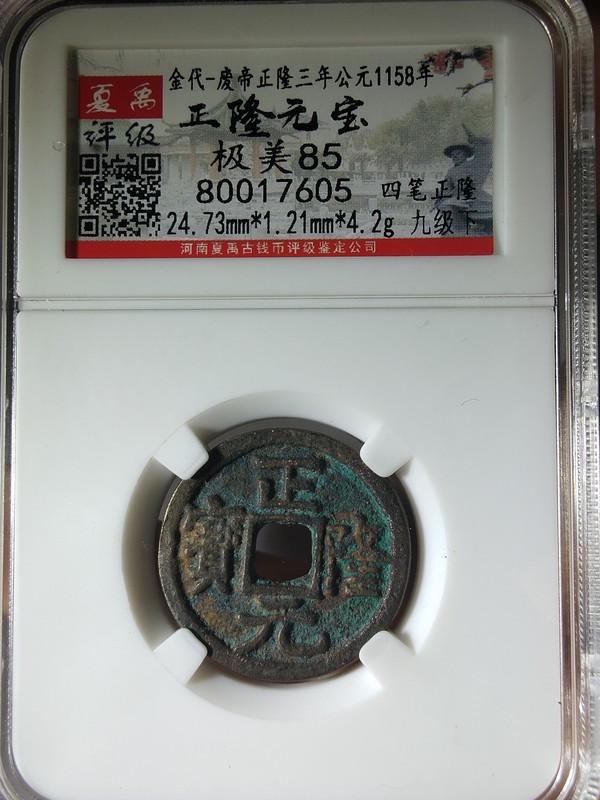 金代-慶帝正隆三年公元1158年
夏禹
评级
正隆元宝
极美85
80017605 四笔正隆
24.73mm*1.21mm*4.2g 九级下
河南夏禹古钱币评级鉴定公司
正
隆
元
寶